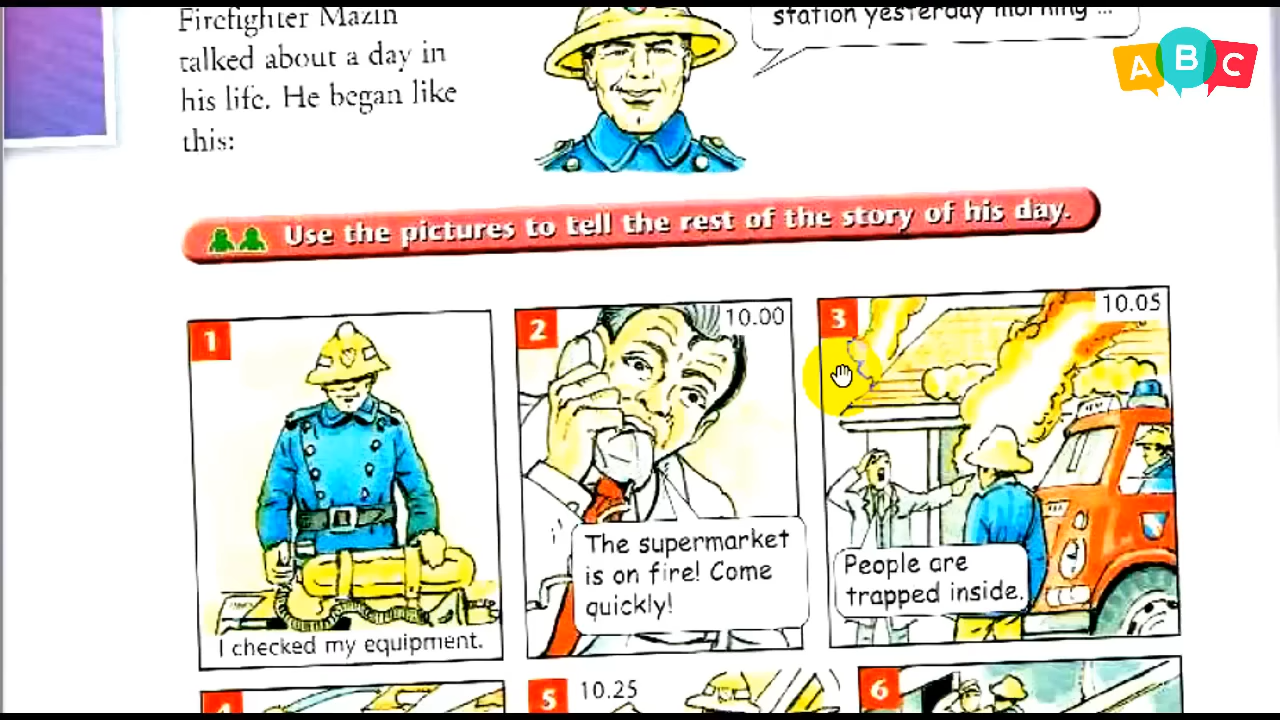 Firefighter Mazin
talked about a day in
his life. He began like
this:
station yesterday morning ...
A B C
Use the pictures to tell the rest of the story of his day.
1
I checked my equipment.
2
10.00
The supermarket
is on fire! Come
quickly!
3
10.05
People are
trapped inside.
4
5
10.25
6